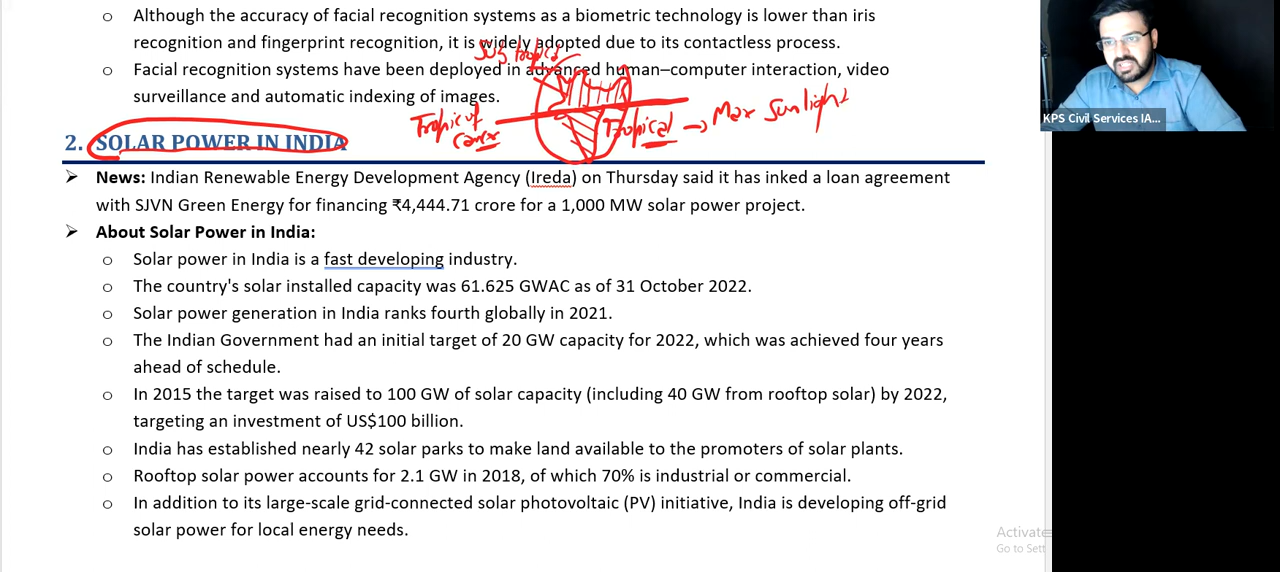 o Although the accuracy of facial recognition systems as a biometric technology is lower than iris
recognition and fingerprint recognition, it is widely adopted due to its contactless process.
Sub tropical
o Facial recognition systems have been deployed in advanced human–computer interaction, video
surveillance and automatic indexing of images.
Tropic of
Cancer
Tropical → Max Sunlight
KPS Civil Services IA...
2. SOLAR POWER IN INDIA
➤ News: Indian Renewable Energy Development Agency (Ireda) on Thursday said it has inked a loan agreement
with SJVN Green Energy for financing ₹4,444.71 crore for a 1,000 MW solar power project.
➤ About Solar Power in India:
o Solar power in India is a fast developing industry.
o The country's solar installed capacity was 61.625 GWAC as of 31 October 2022.
o Solar power generation in India ranks fourth globally in 2021.
o The Indian Government had an initial target of 20 GW capacity for 2022, which was achieved four years
ahead of schedule.
o In 2015 the target was raised to 100 GW of solar capacity (including 40 GW from rooftop solar) by 2022,
targeting an investment of US$100 billion.
o India has established nearly 42 solar parks to make land available to the promoters of solar plants.
o Rooftop solar power accounts for 2.1 GW in 2018, of which 70% is industrial or commercial.
o In addition to its large-scale grid-connected solar photovoltaic (PV) initiative, India is developing off-grid
solar power for local energy needs.
Activate
Go to Sett